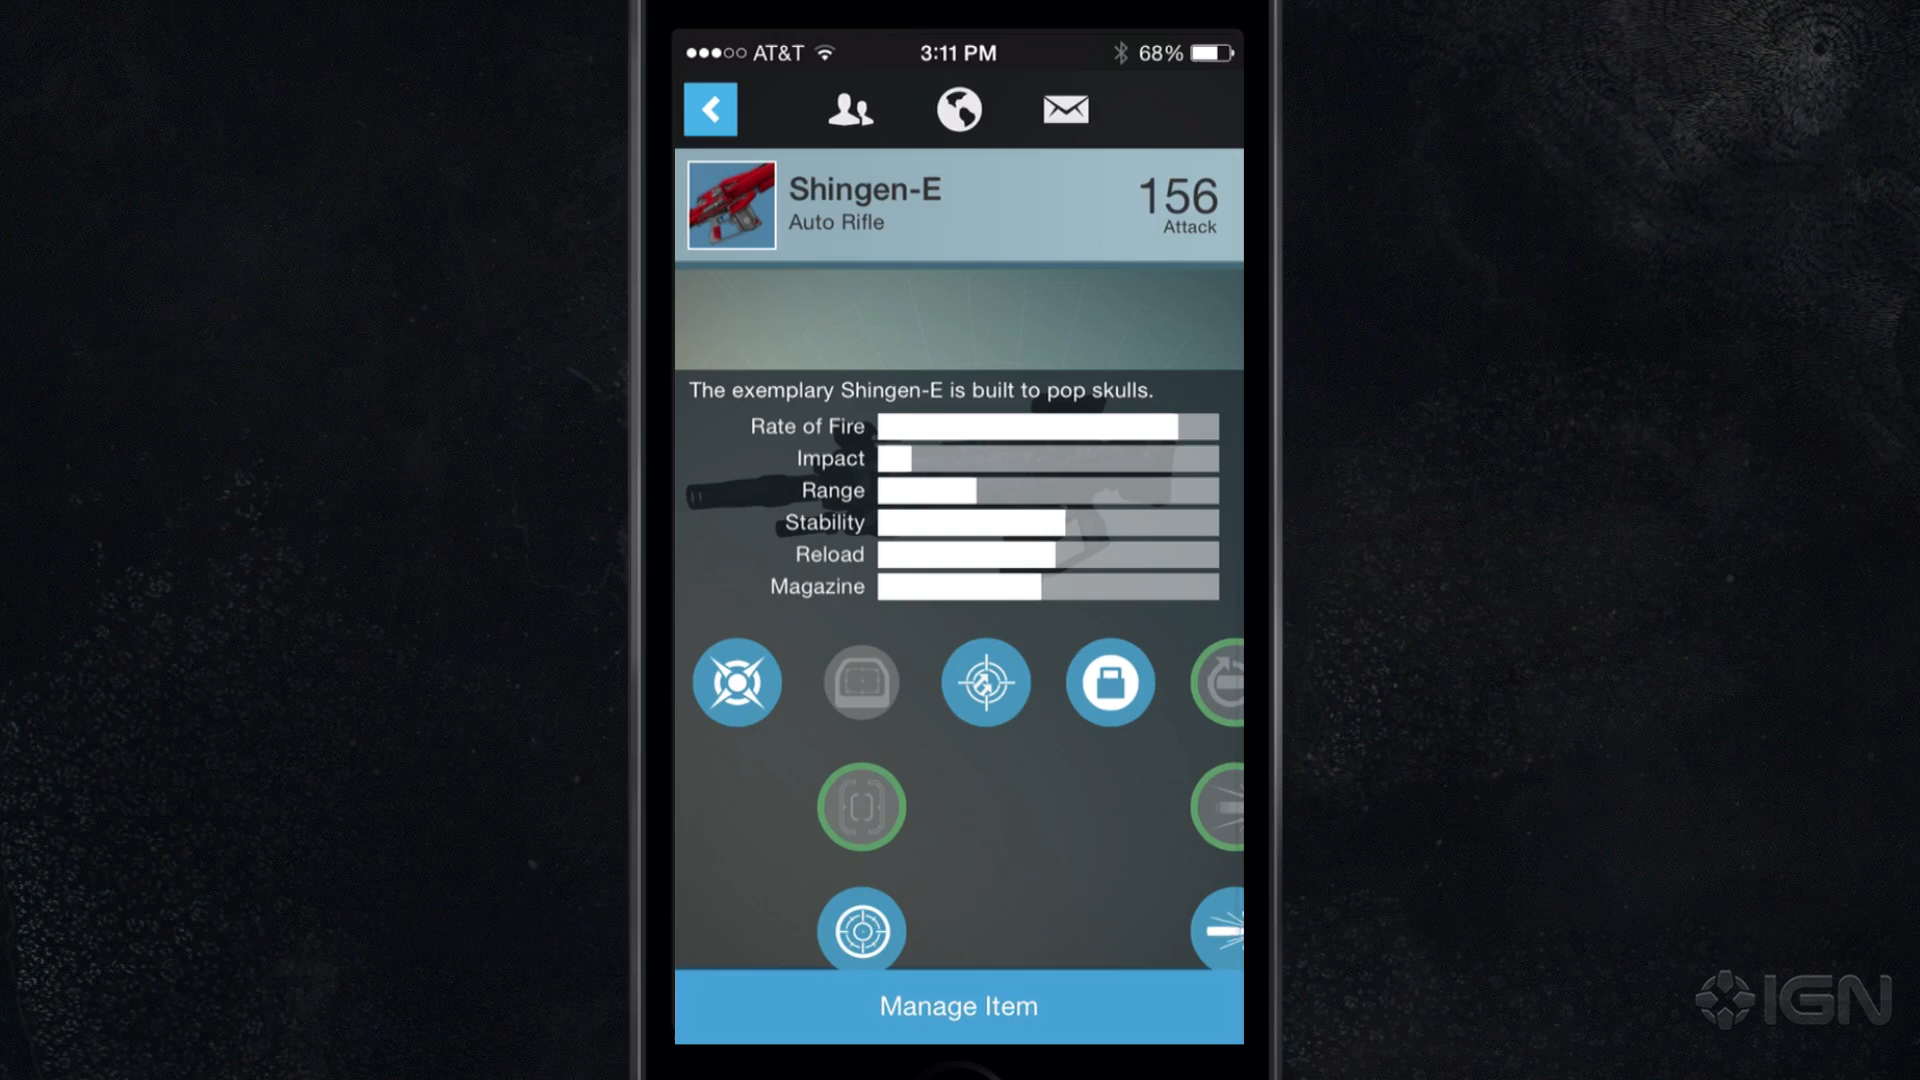 AT&T 3:11 PM 68%
Shingen-E
Auto Rifle
156
Attack
The exemplary Shingen-E is built to pop skulls.
Rate of Fire
Impact
Range
Stability
Reload
Magazine
Manage Item
IGN